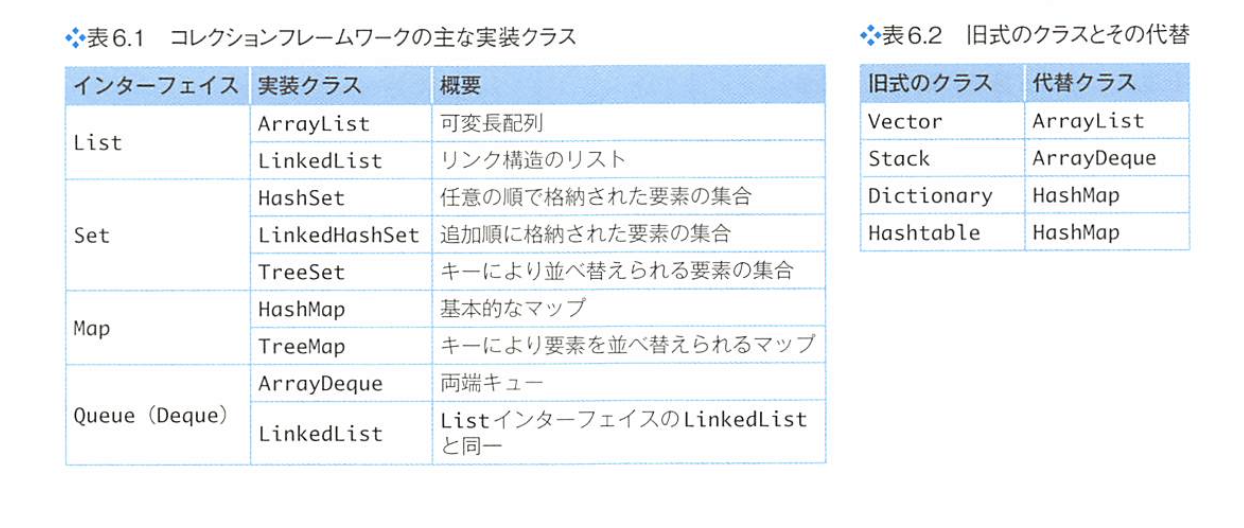 ❖表6.1　コレクションフレームワークの主な実装クラス
インターフェイス 実装クラス 概要
List
ArrayList 可変長配列
LinkedList リンク構造のリスト
Set
HashSet 任意の順で格納された要素の集合
LinkedHashSet 追加順に格納された要素の集合
TreeSet キーにより並べ替えられる要素の集合
Map
HashMap 基本的なマップ
TreeMap キーにより要素を並べ替えられるマップ
Queue（Deque）
ArrayDeque 両端キュー
LinkedList ListインターフェイスのLinkedList
と同一
❖表6.2　旧式のクラスとその代替
旧式のクラス 代替クラス
Vector ArrayList
Stack ArrayDeque
Dictionary HashMap
Hashtable HashMap